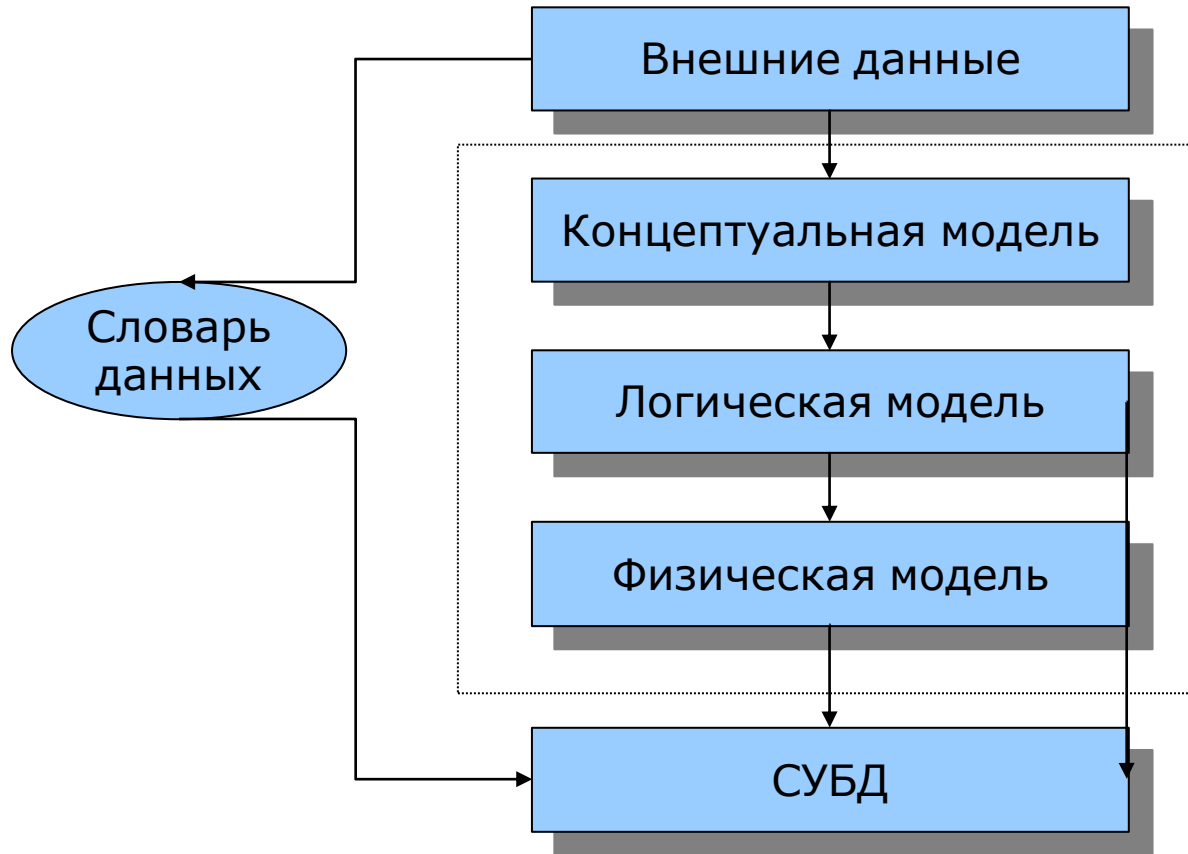 Внешние данные
Концептуальная модель
Словарь
данных
Логическая модель
Физическая модель
СУБД